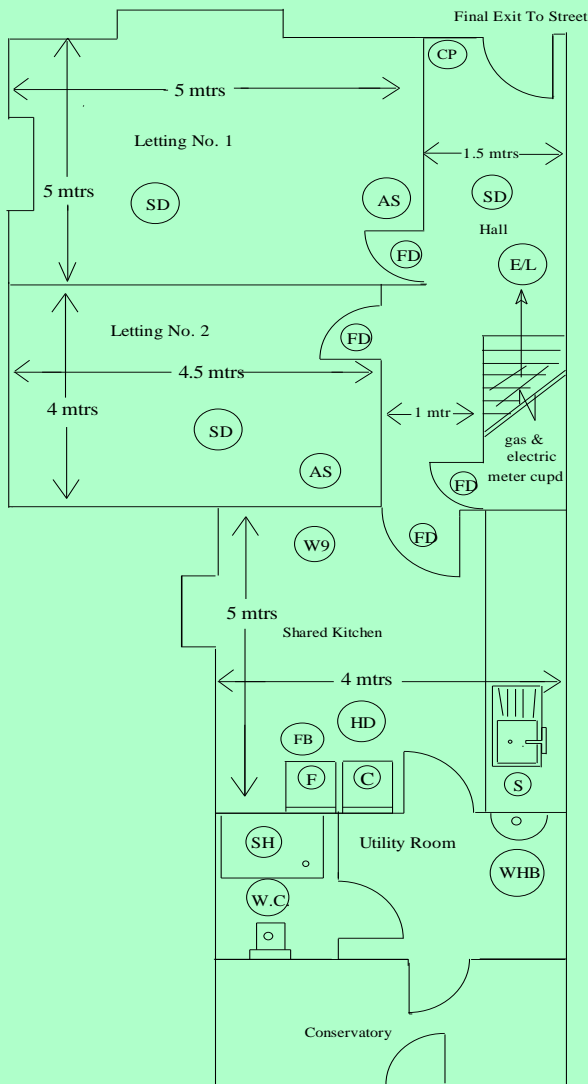 Final Exit To Street
CP
5 mtrs
Letting No. 1
1.5 mtrs
5 mtrs
SD
AS
SD
Hall
FD
E/L
Letting No. 2
FD
4.5 mtrs
4 mtrs
1 mtr
SD
gas &
electric
meter cupd
AS
FD
FD
W9
5 mtrs
Shared Kitchen
4 mtrs
HD
FB
F
C
S
SH
Utility Room
WHB
W.C.
Conservatory